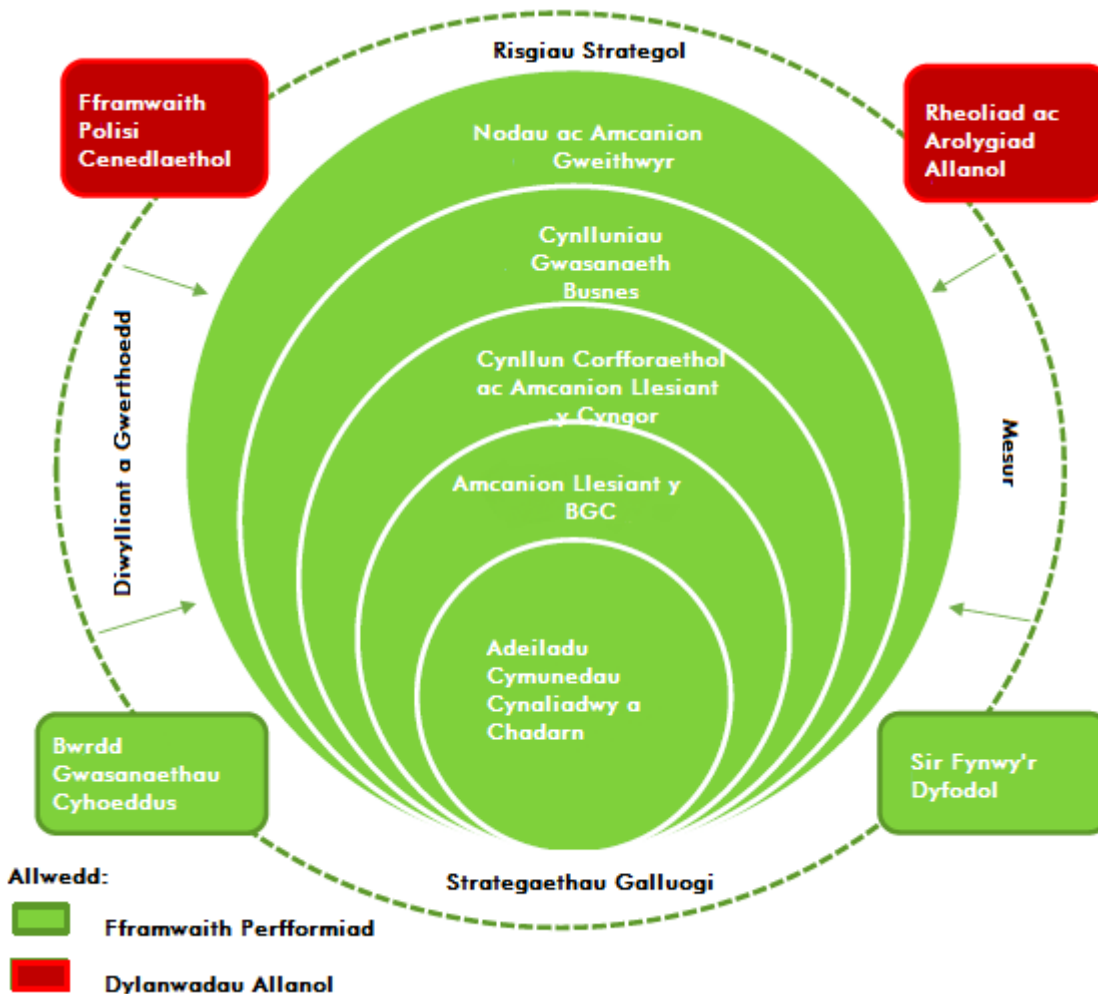 Risgiau Strategol
Fframwaith
Polisi
Cenedlaethol
Rheoliad ac
Arolygiad
Allanol
Nodau ac Amcanion
Gweithwyr
Cynlluniau
Gwasanaeth
Busnes
Cynllun Corfforaethol
ac Amcanion Llesiant
y Cyngor
Amcanion Llesiant y
BGC
Adeiladu
Cymunedau
Cynaliadwy a
Chadarn
Diwylliant a Gwerthoedd
Mesur
Bwrdd
Gwasanaethau
Cyhoeddus
Sir Fynwy'r
Dyfodol
Strategaethau Galluogi
Allwedd:
Fframwaith Perfformiad
Dylanwadau Allanol